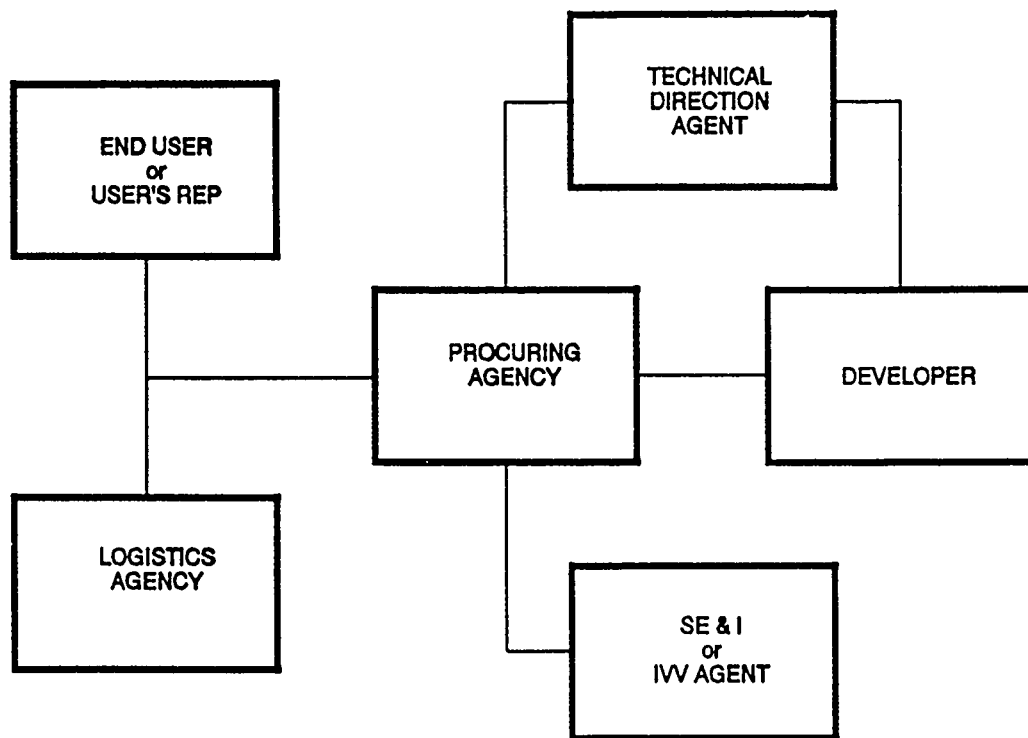 TECHNICAL
DIRECTION
AGENT
END USER
or
USER'S REP
PROCURING
AGENCY
DEVELOPER
LOGISTICS
AGENCY
SE & I
or
IVV AGENT